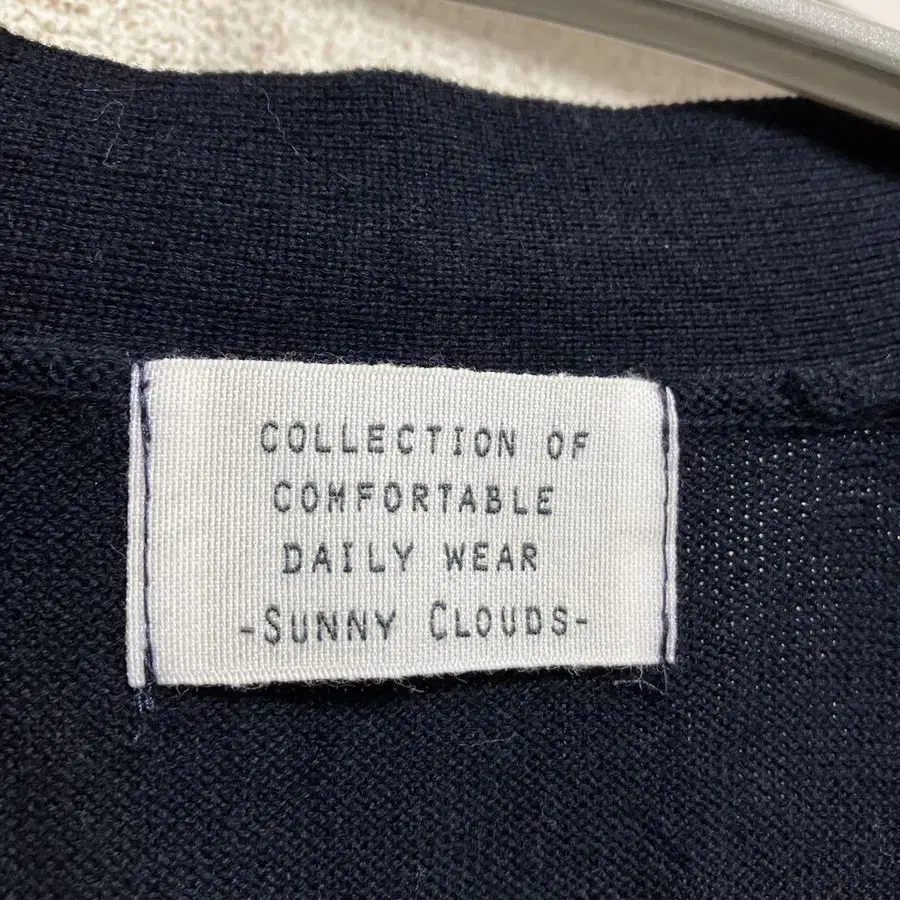 COLLECTION OF
COMFORTABLE
DAILY WEAR
-SUNNY CLOUDS-